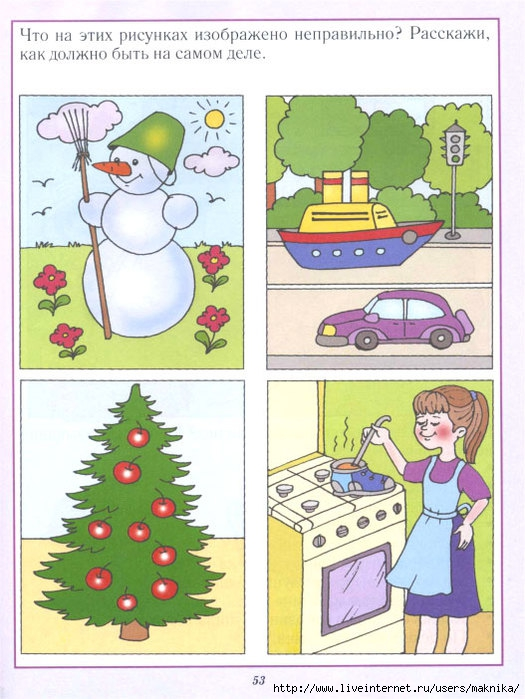 Что на этих рисунках изображено неправильно? Расскажи,
как должно быть на самом деле.
53
http://www.liveinternet.ru/users/maknika/